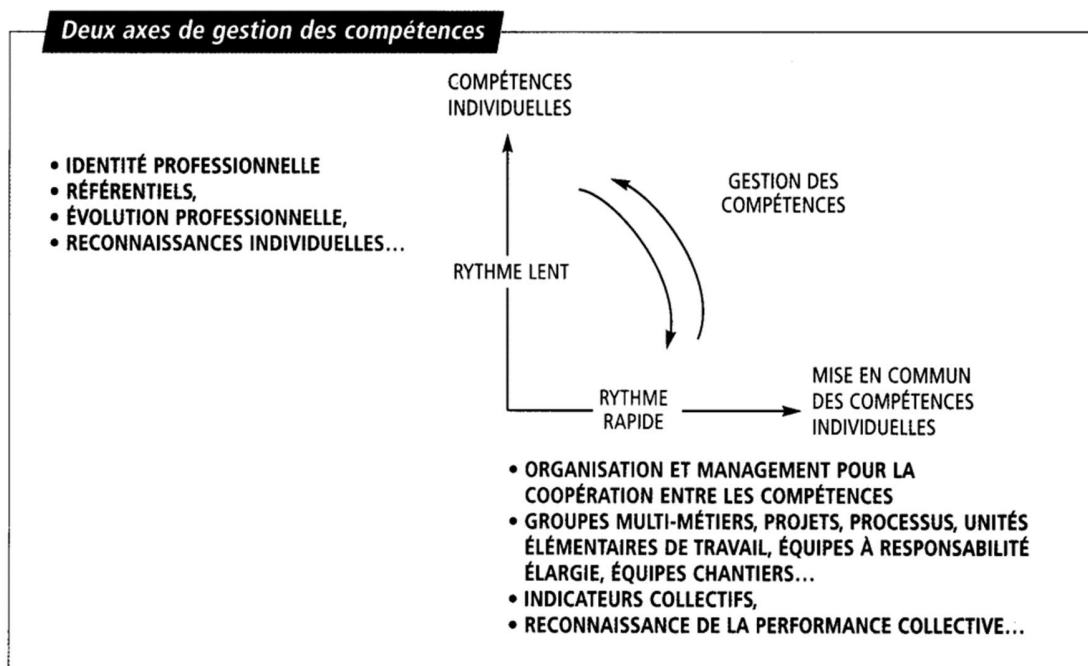 Deux axes de gestion des compétences
COMPÉTENCES
INDIVIDUELLES
• IDENTITÉ PROFESSIONNELLE
• RÉFÉRENTIELS,
• ÉVOLUTION PROFESSIONNELLE,
• RECONNAISSANCES INDIVIDUELLES...
GESTION DES
COMPÉTENCES
RYTHME LENT
RYTHME
RAPIDE
MISE EN COMMUN
DES COMPÉTENCES
INDIVIDUELLES
• ORGANISATION ET MANAGEMENT POUR LA
COOPÉRATION ENTRE LES COMPÉTENCES
• GROUPES MULTI-MÉTIERS, PROJETS, PROCESSUS, UNITÉS
ÉLÉMENTAIRES DE TRAVAIL, ÉQUIPES À RESPONSABILITÉ
ÉLARGIE, ÉQUIPES CHANTIERS...
• INDICATEURS COLLECTIFS,
• RECONNAISSANCE DE LA PERFORMANCE COLLECTIVE...